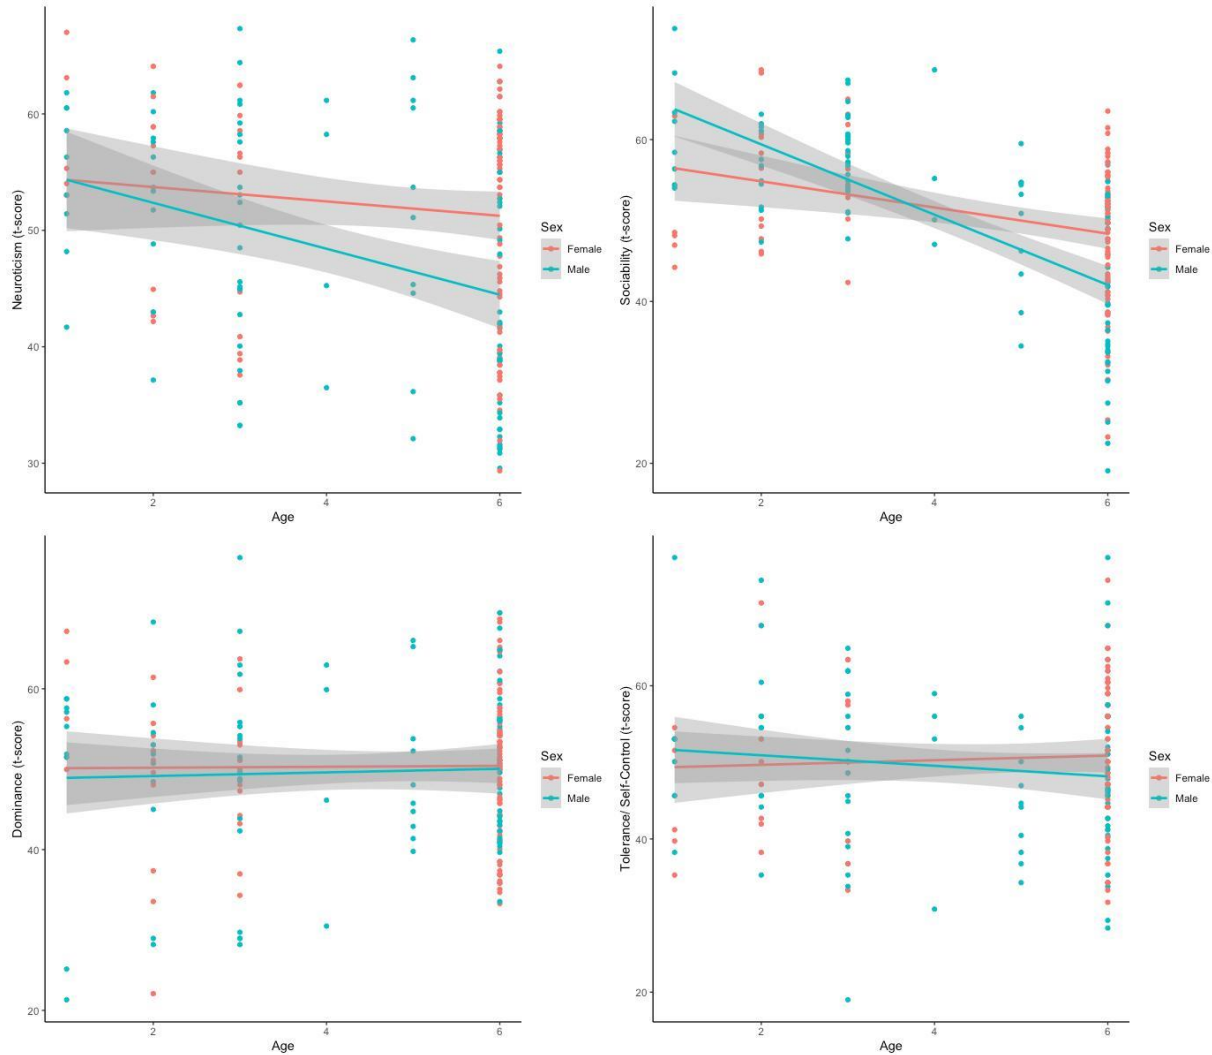 Neuroticism (t-score)
60
50
40
30
2
4
6
Age
Sex
Female
Male
Sociability (t-score)
60
40
20
2
4
6
Age
Sex
Female
Male
Dominance (t-score)
60
40
20
2
4
6
Age
Sex
Female
Male
Tolerance/ Self-Control (t-score)
60
40
20
2
4
6
Age
Sex
Female
Male